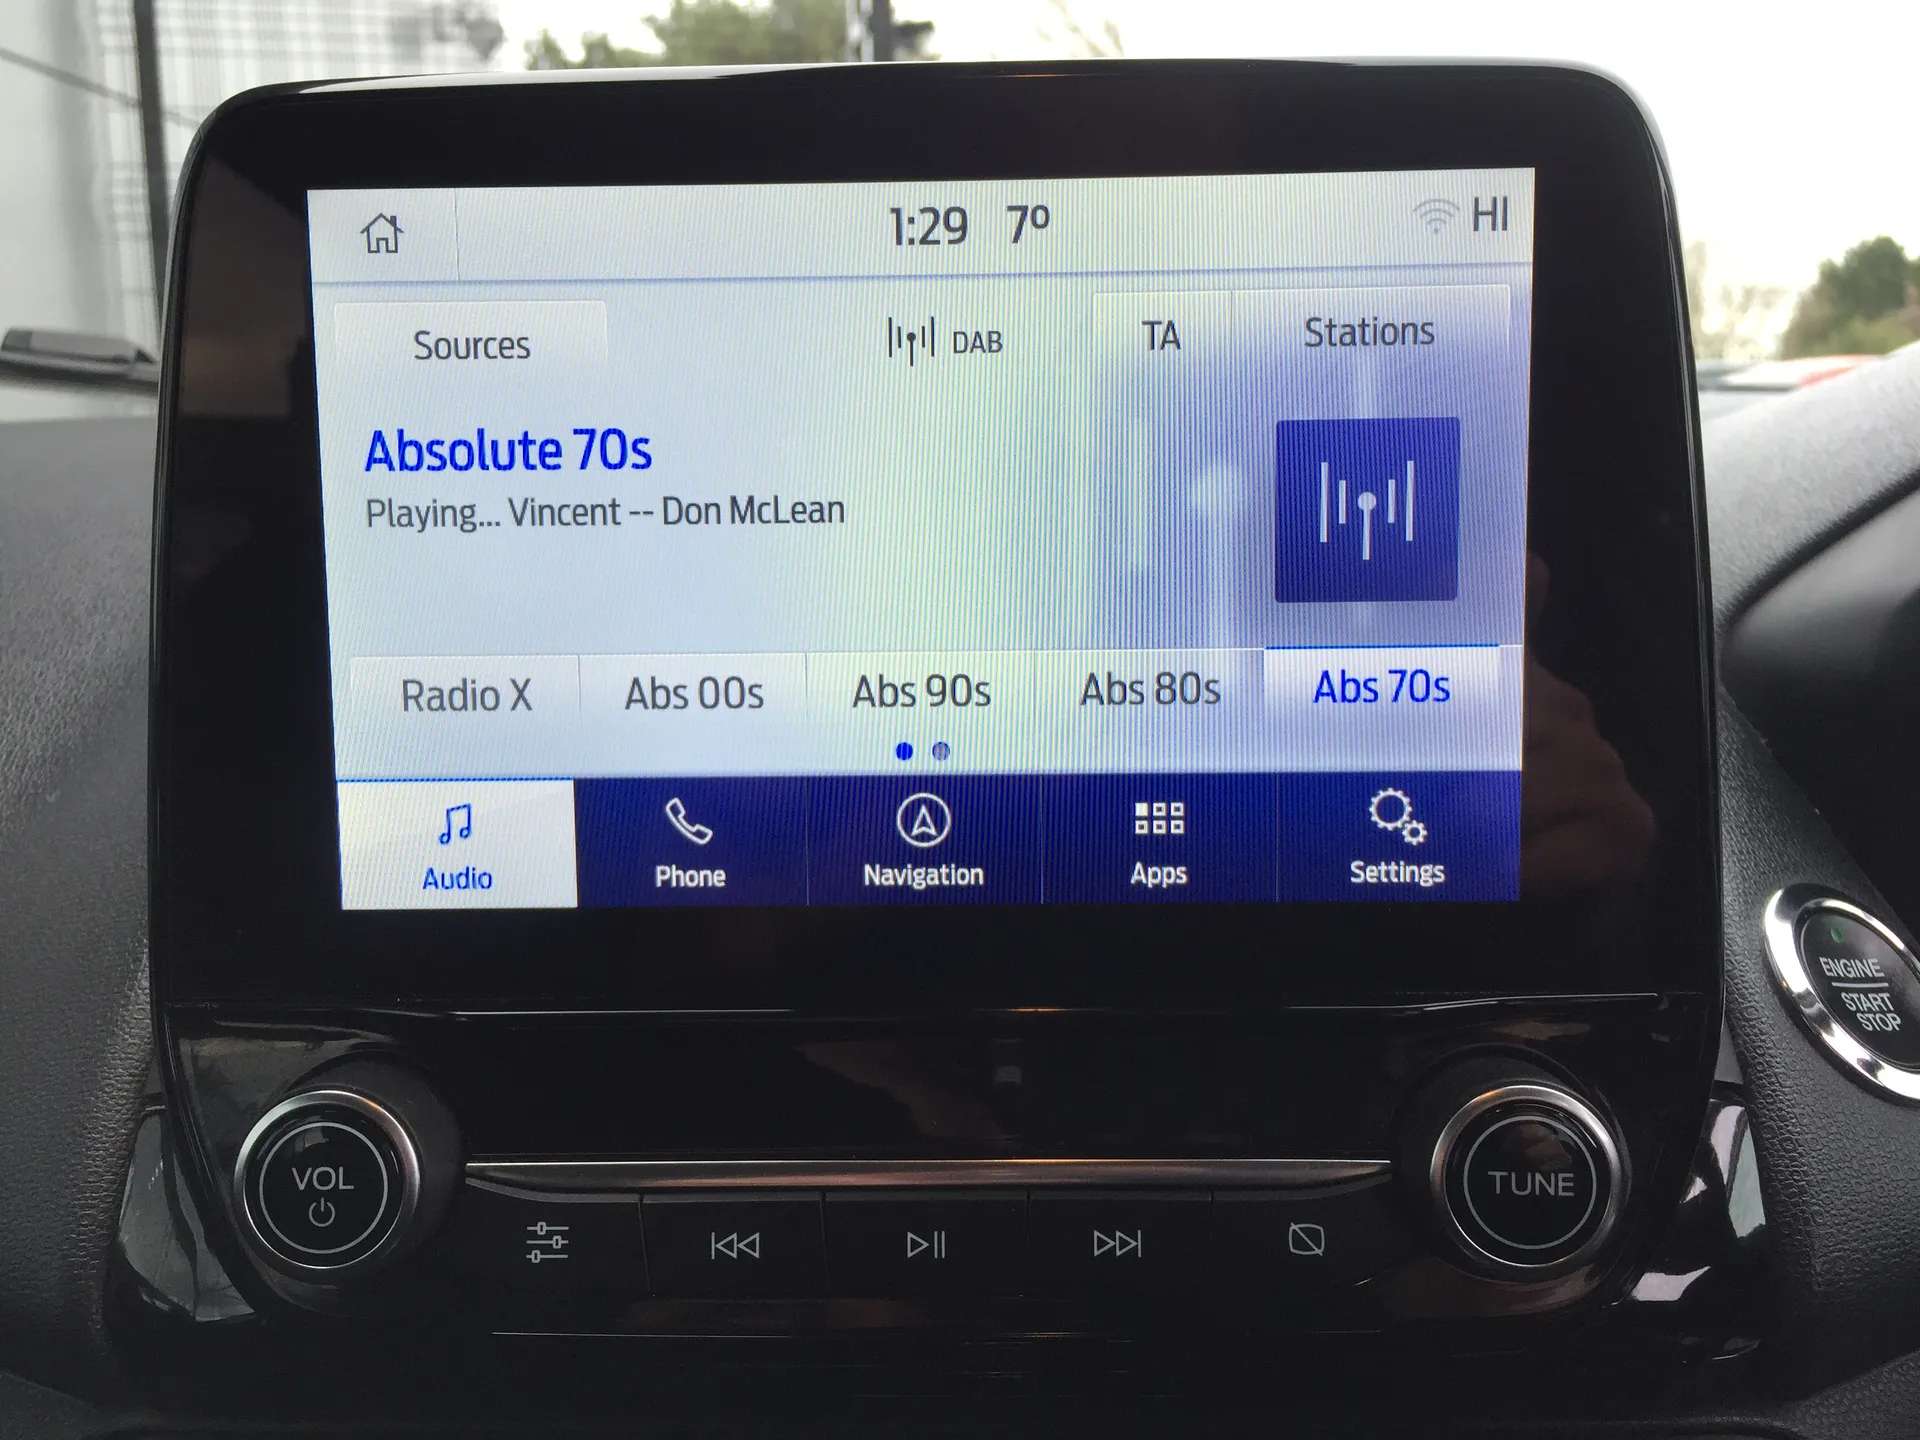 1:29 7º HI
Sources DAB TA Stations
Absolute 70s
Playing... Vincent -- Don McLean
Radio X Abs 00s Abs 90s Abs 80s Abs 70s
Audio Phone Navigation Apps Settings
ENGINE
START
STOP
VOL TUNE